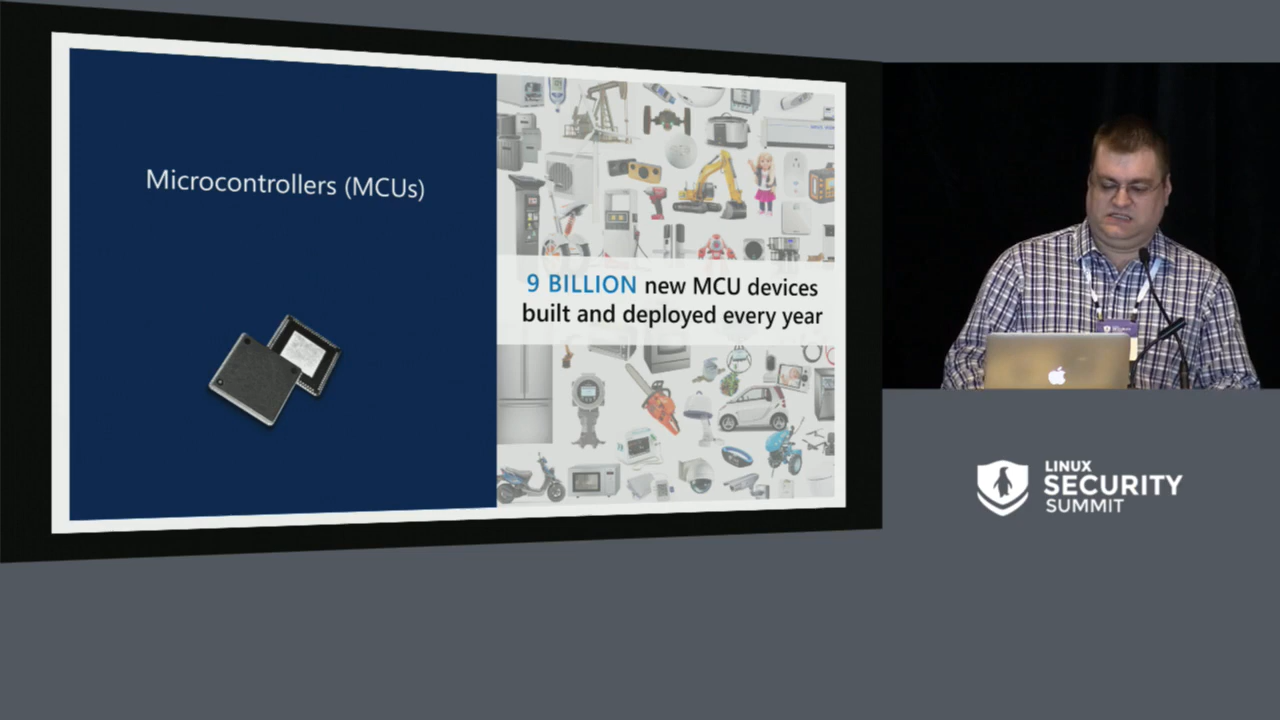 Microcontrollers (MCUs)
9 BILLION new MCU devices
built and deployed every year
LINUX
SECURITY
SUMMIT